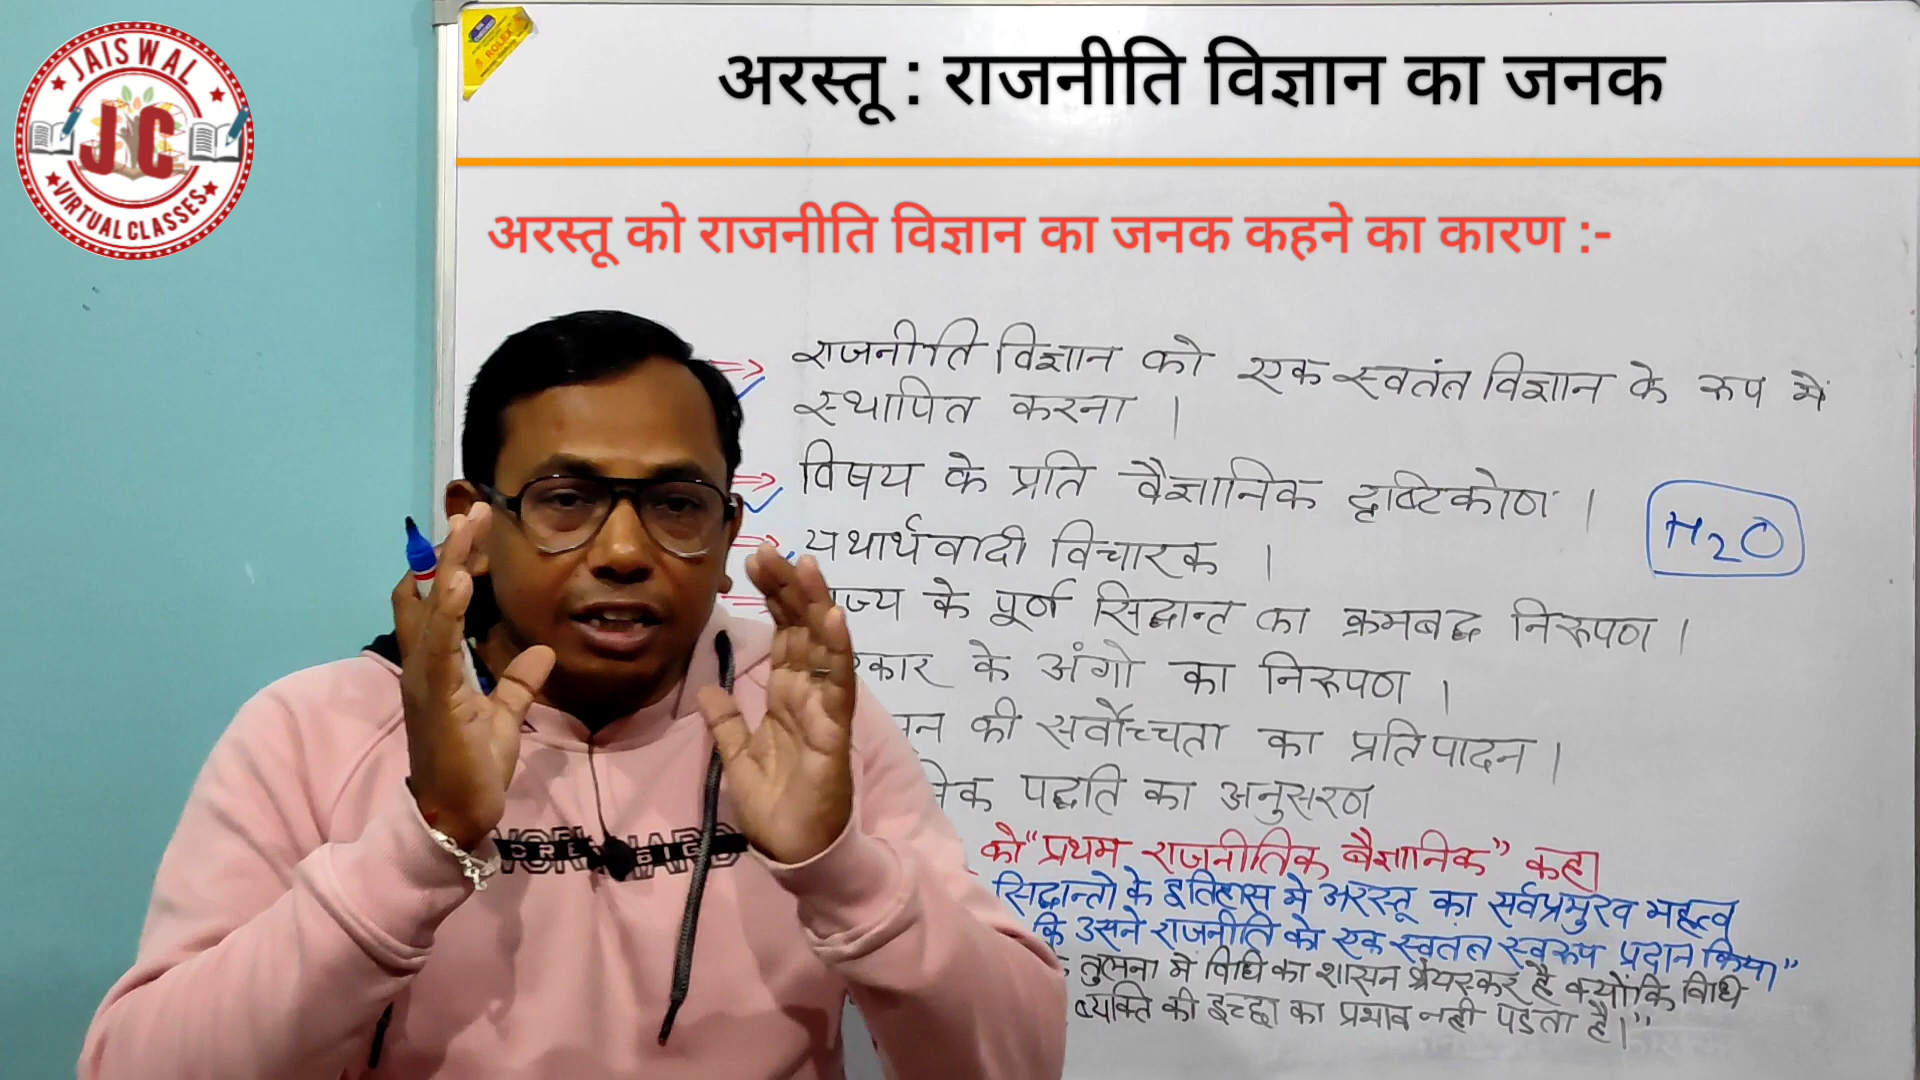 JAISWAL
JC
VIRTUAL CLASSES
ROLEX
अरस्तू : राजनीति विज्ञान का जनक
अरस्तू को राजनीति विज्ञान का जनक कहने का कारण :-
राजनीति विज्ञान को एक स्वतंत विज्ञान के रूप में
स्थापित करना ।
विषय के प्रति वैज्ञानिक दृष्टिकोण ।
H2O
यथार्थवादी विचारक ।
ज्य के पूर्ण सिद्धान्त का क्रमबद्ध निरूपण ।
कार के अंगो का निरूपण ।
की सर्वोच्चता का प्रतिपादन ।
पद्धति का अनुसरण
को "प्रथम राजनीतिक वैज्ञानिक" कहा
सिद्धान्तो के इतिहास मे अरस्तू का सर्वप्रमुख महत्व
कि उसने राजनीति को एक स्वतंत स्वरूप प्रदान किया"
तुलना में विधि का शासन श्रेयस्कर है क्योंकि विधि
व्यक्ति की इच्छा का प्रभाव नही पड़ता है।"
WORK HARD